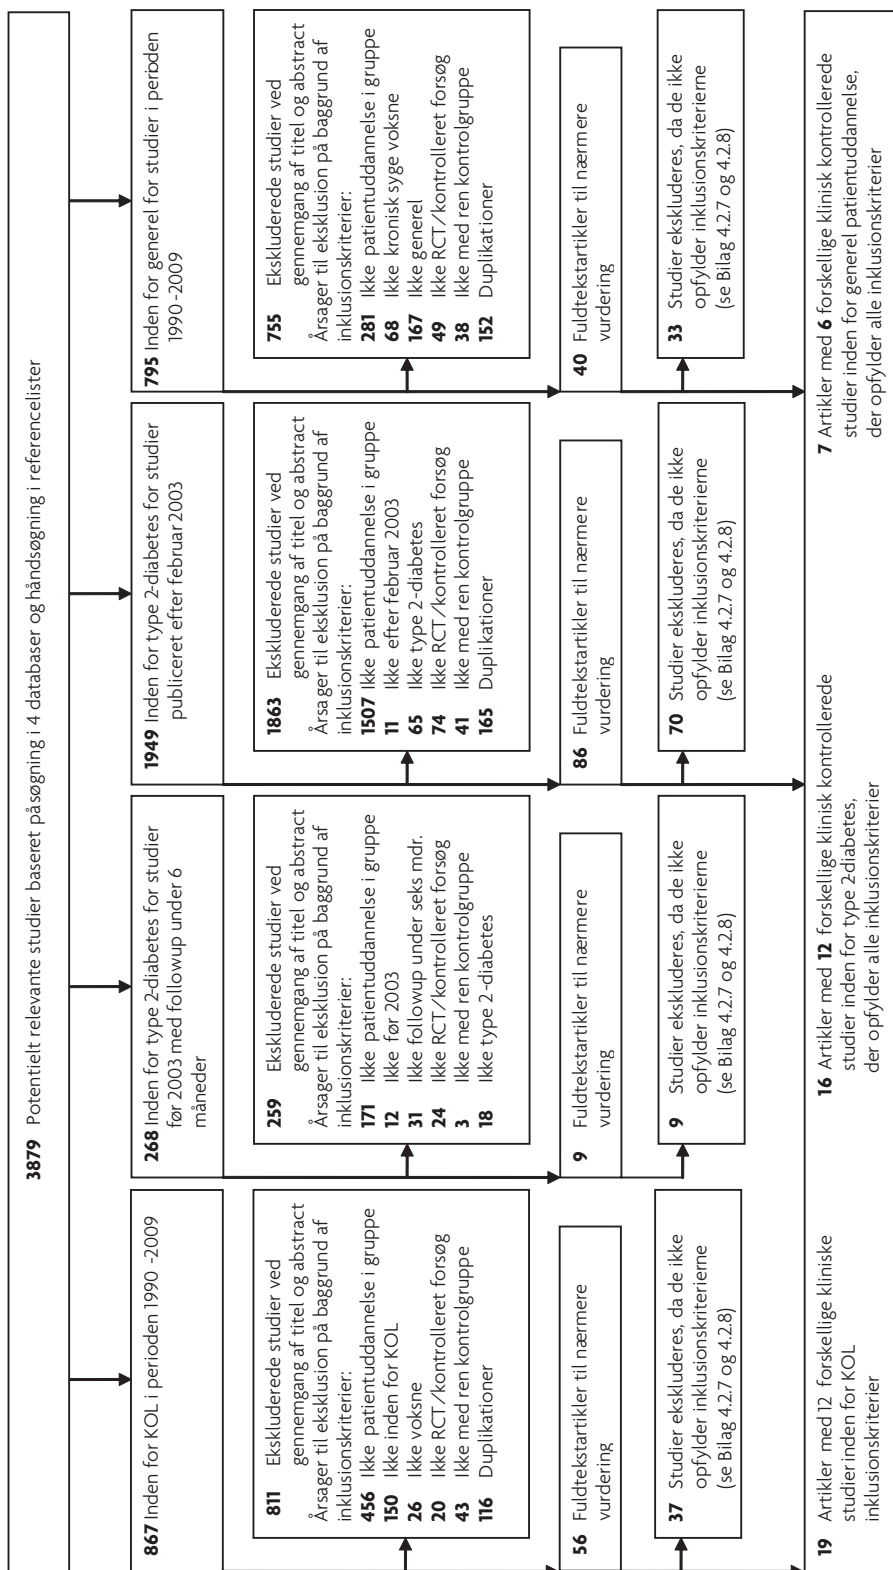 3879 Potentielt relevante studier baseret påsøgning i 4 databaser og håndsøgning i referencelister
867 Inden for KOL i perioden 1990 -2009
811 Ekskluderede studier ved
gennemgang af titel og abstract
Årsager til eksklusion på baggrund af
inklusionskriterier:
456 Ikke patientuddannelse i gruppe
150 Ikke inden for KOL
26 Ikke voksne
20 Ikke RCT/kontrolleret forsøg
43 Ikke med ren kontrolgruppe
116 Duplikationer
56 Fuldtekstartikler til nærmere
vurdering
37 Studier ekskluderes, da de ikke
opfylder inklusionskriterierne
(se Bilag 4.2.7 og 4.2.8)
19 Artikler med 12 forskellige kliniske
studier inden for KOL
inklusionskriterier
268 Inden for type 2-diabetes for studier
før 2003 med followup under 6
måneder
259 Ekskluderede studier ved
gennemgang af titel og abstract
Årsager til eksklusion på baggrund af
inklusionskriterier:
171 Ikke patientuddannelse i gruppe
12 Ikke før 2003
31 Ikke followup under seks mdr.
24 Ikke RCT/kontrolleret forsøg
3 Ikke med ren kontrolgruppe
18 Ikke type 2-diabetes
9 Fuldtekstartikler til nærmere
vurdering
9 Studier ekskluderes, da de ikke
opfylder inklusionskriterierne
(se Bilag 4.2.7 og 4.2.8)
1949 Inden for type 2-diabetes for studier
publiceret efter februar 2003
1863 Ekskluderede studier ved
gennemgang af titel og abstract
Årsager til eksklusion på baggrund af
inklusionskriterier:
1507 Ikke patientuddannelse i gruppe
11 Ikke efter februar 2003
65 Ikke type 2-diabetes
74 Ikke RCT/kontrolleret forsøg
41 Ikke med ren kontrolgruppe
165 Duplikationer
86 Fuldtekstartikler til nærmere
vurdering
70 Studier ekskluderes, da de ikke
opfylder inklusionskriterierne
(se Bilag 4.2.7 og 4.2.8)
16 Artikler med 12 forskellige klinisk kontrollerede
studier inden for type 2diabetes,
der opfylder alle inklusionskriterier
795 Inden for generel for studier i perioden
1990-2009
755 Ekskluderede studier ved
gennemgang af titel og abstract
Årsager til eksklusion på baggrund af
inklusionskriterier:
281 Ikke patientuddannelse i gruppe
68 Ikke kronisk syge voksne
167 Ikke generel
49 Ikke RCT/kontrolleret forsøg
38 Ikke med ren kontrolgruppe
152 Duplikationer
40 Fuldtekstartikler til nærmere
vurdering
33 Studier ekskluderes, da de ikke
opfylder inklusionskriterierne
(se Bilag 4.2.7 og 4.2.8)
7 Artikler med 6 forskellige klinisk kontrollerede
studier inden for generel patientuddannelse,
der opfylder alle inklusionskriterier